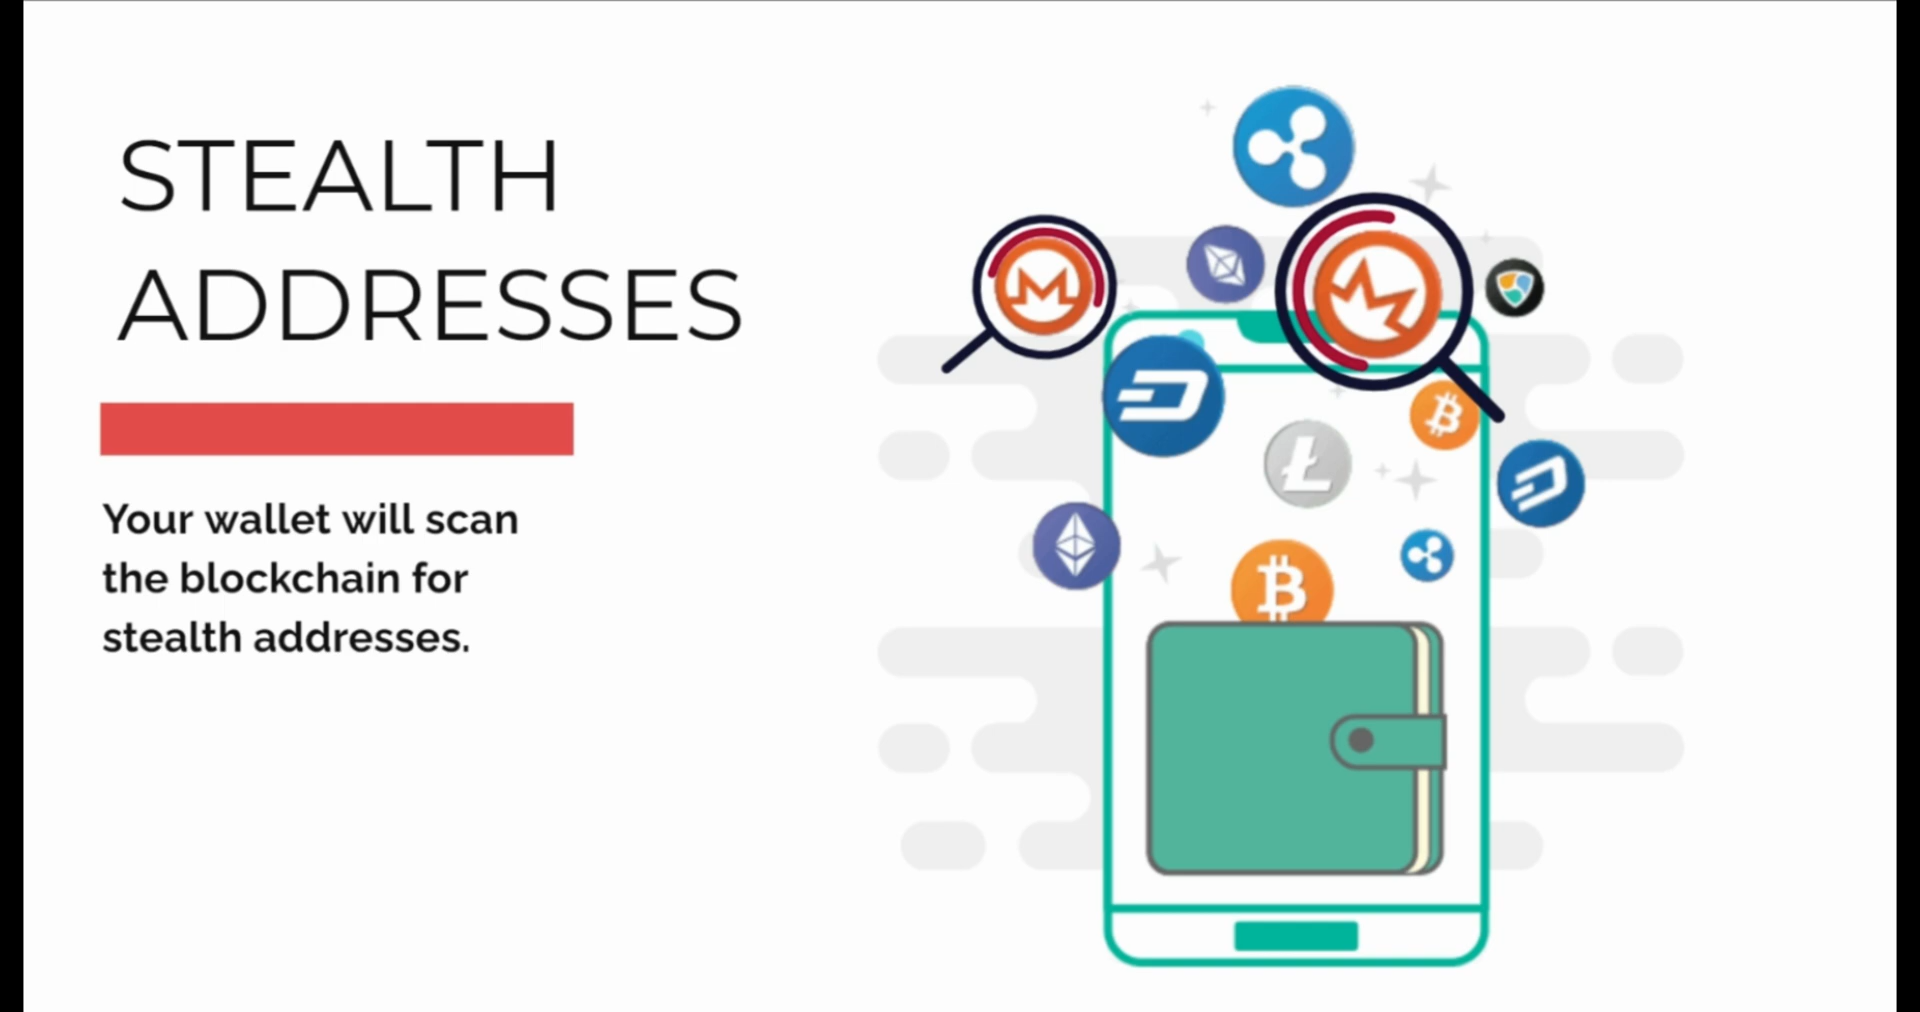 STEALTH
ADDRESSES
Your wallet will scan
the blockchain for
stealth addresses.